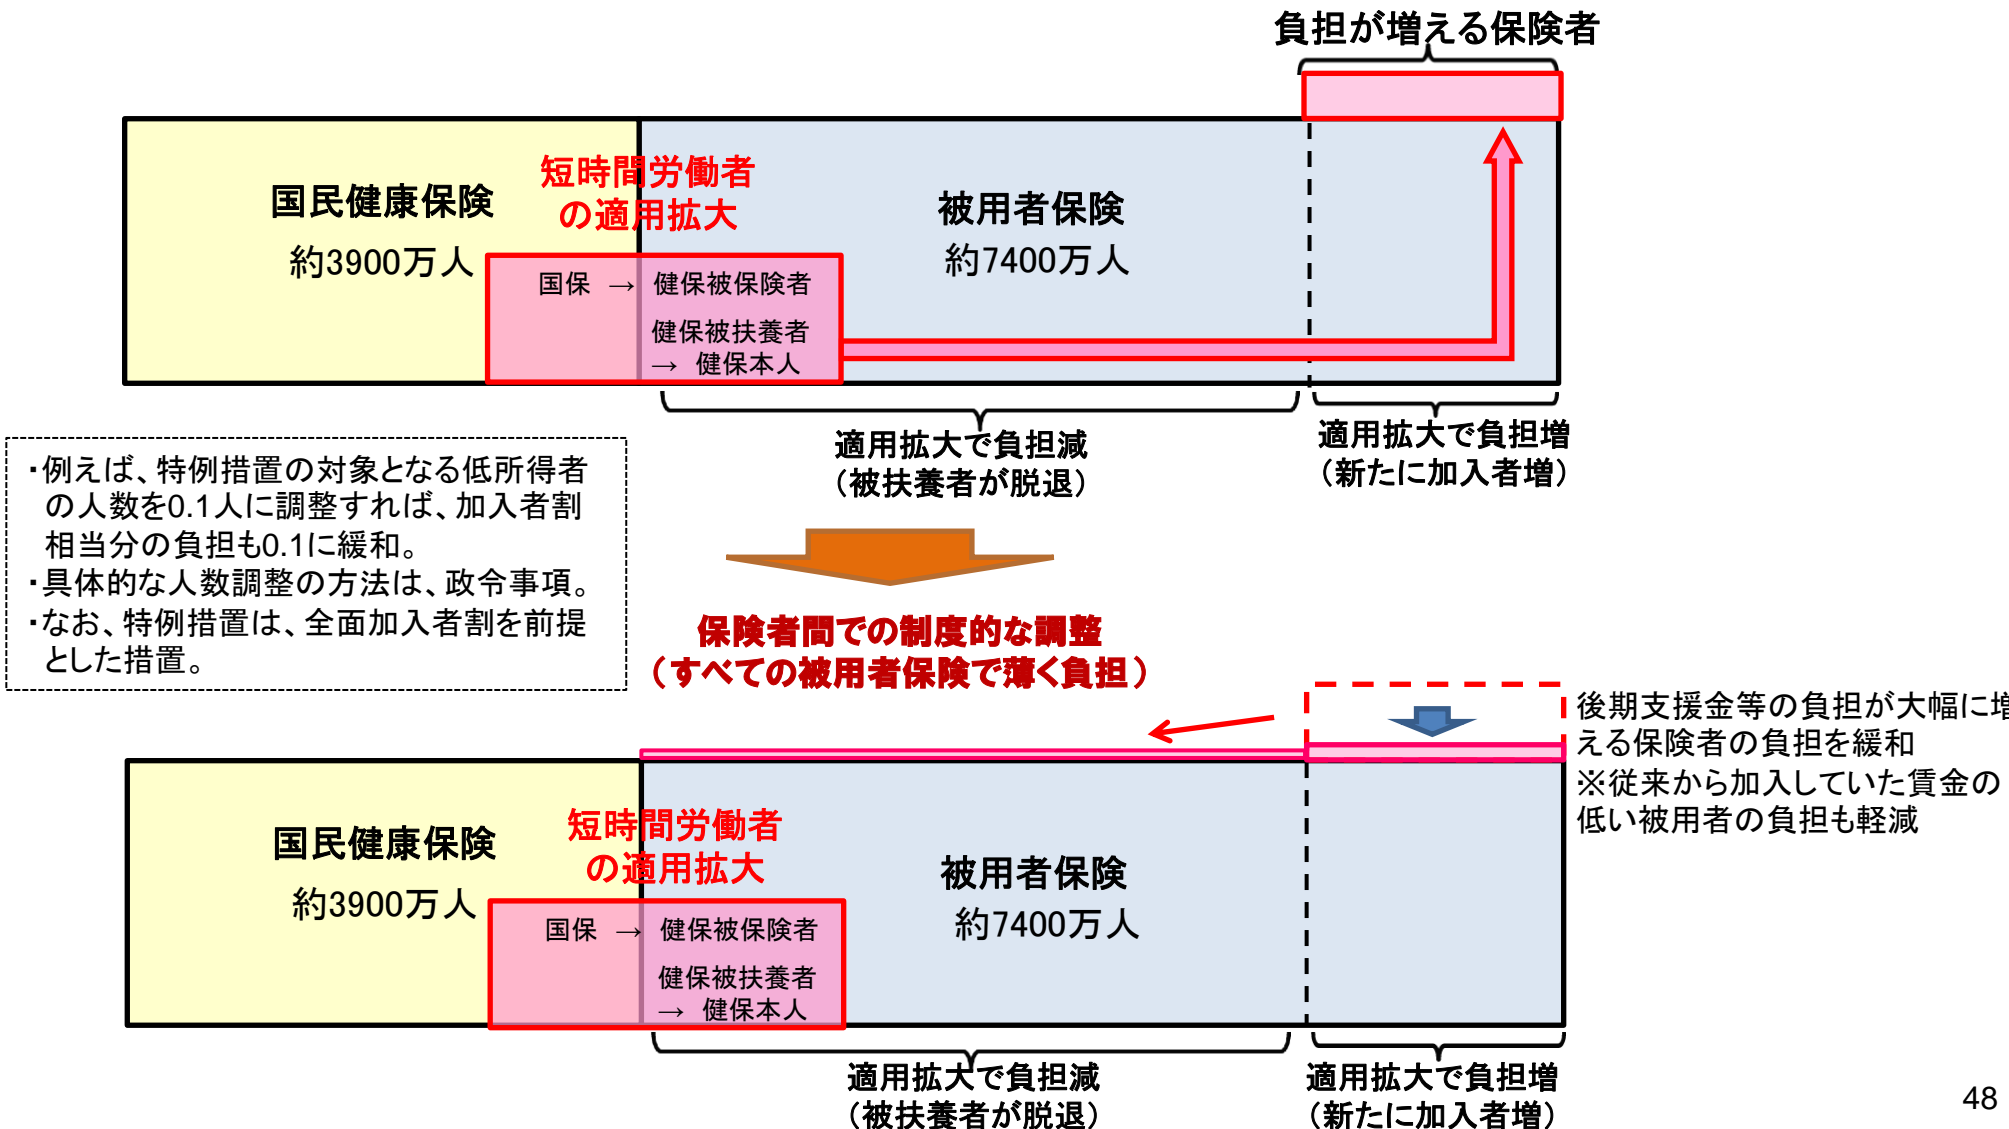 負担が増える保険者
国民健康保険
約3900万人
短時間労働者
の適用拡大
被用者保険
約7400万人
国保 → 健保被保険者
健保被扶養者
→ 健保本人
適用拡大で負担減
（被扶養者が脱退）
適用拡大で負担増
（新たに加入者増）
・例えば、特例措置の対象となる低所得者
の人数を0.1人に調整すれば、加入者割
相当分の負担も0.1に緩和。
・具体的な人数調整の方法は、政令事項。
・なお、特例措置は、全面加入者割を前提
とした措置。
保険者間での制度的な調整
（すべての被用者保険で薄く負担）
後期支援金等の負担が大幅に増
える保険者の負担を緩和
※従来から加入していた賃金の
低い被用者の負担も軽減
国民健康保険
約3900万人
短時間労働者
の適用拡大
被用者保険
約7400万人
国保 → 健保被保険者
健保被扶養者
→ 健保本人
適用拡大で負担減
（被扶養者が脱退）
適用拡大で負担増
（新たに加入者増）
48